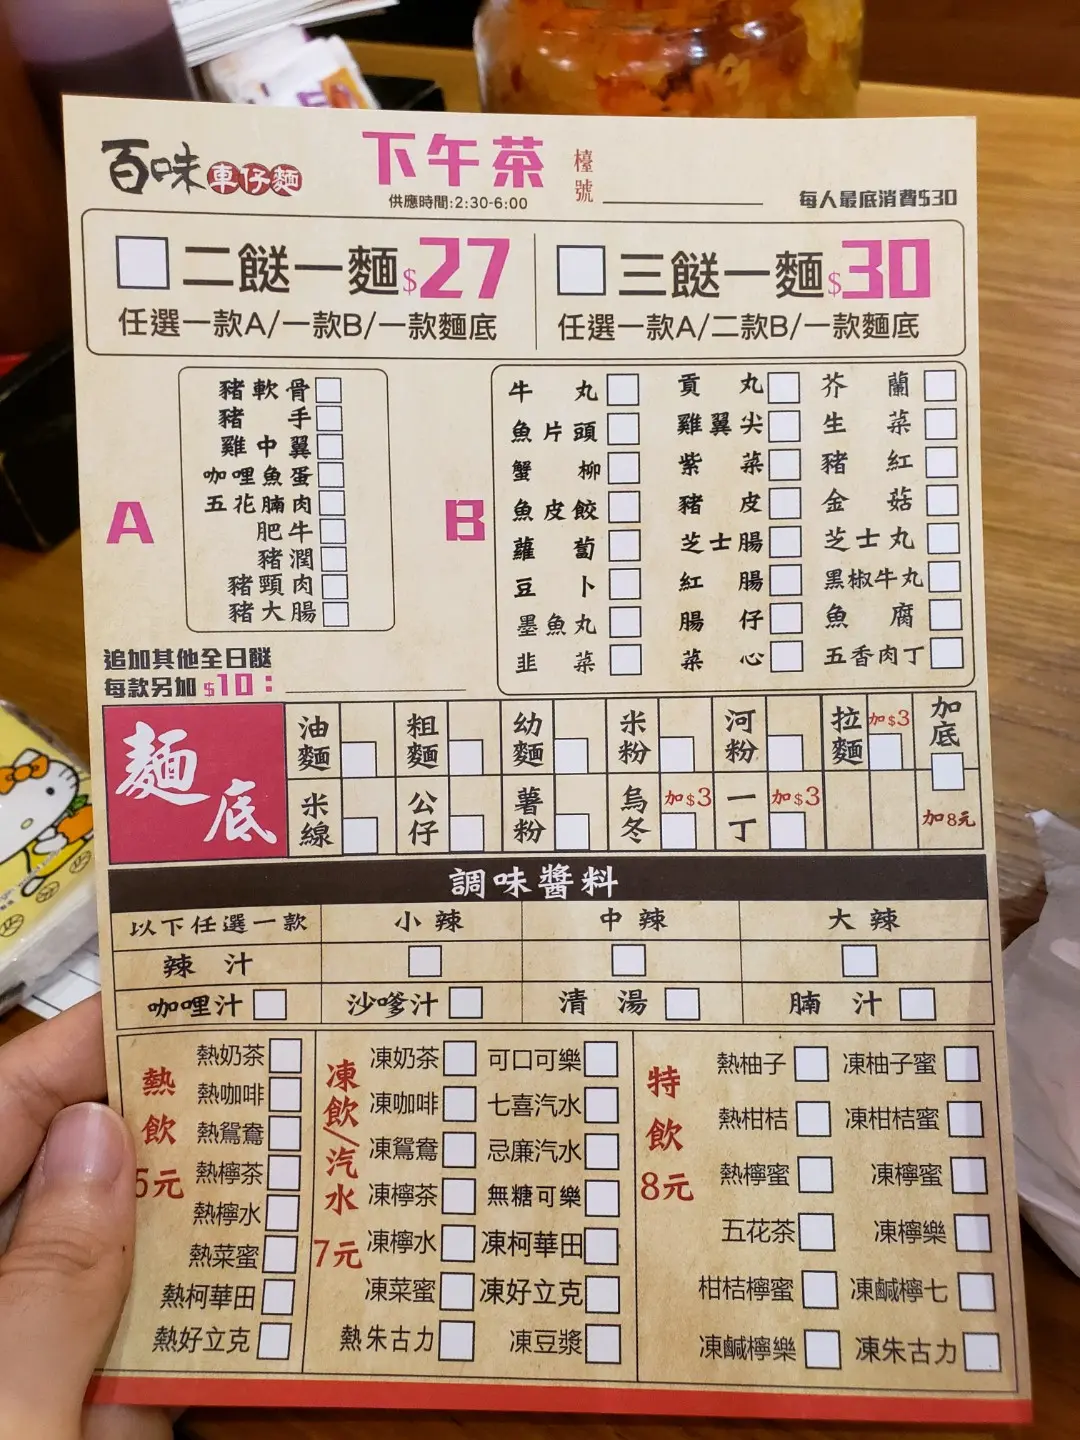 百味車仔麵
下午茶
供應時間:2:30-6:00
檯號
每人最底消費$30
二餸一麵$27
任選一款A/一款B/一款麵底
三餸一麵$30
任選一款A/二款B/一款麵底
A
豬軟骨
豬手
雞中翼
咖哩魚蛋
五花腩肉
肥牛
豬潤
豬頸肉
豬大腸
B
牛丸 貢丸 芥蘭
魚片頭 雞翼尖 生菜
蟹柳 紫菜 豬紅
魚皮餃 豬皮 金菇
蘿蔔 芝士腸 芝士丸
豆卜 紅腸 黑椒牛丸
墨魚丸 腸仔 魚腐
韭菜 菜心 五香肉丁
追加其他全日餸
每款另加$10:
麵底
油麵 粗麵 幼麵 米粉 河粉 拉麵 加$3 加底
米線 公仔 薯粉 烏冬 加$3 一丁 加$3 加8元
調味醬料
以下任選一款 小辣 中辣 大辣
辣汁
咖哩汁 沙嗲汁 清湯 腩汁
熱飲
5元
熱奶茶
熱咖啡
熱鴛鴦
熱檸茶
熱檸水
熱菜蜜
熱柯華田
熱好立克
凍飲/汽水
7元
凍奶茶 可口可樂
凍咖啡 七喜汽水
凍鴛鴦 忌廉汽水
凍檸茶 無糖可樂
凍檸水 凍柯華田
凍菜蜜 凍好立克
熱朱古力 凍豆漿
特飲
8元
熱柚子 凍柚子蜜
熱柑桔 凍柑桔蜜
熱檸蜜 凍檸蜜
五花茶 凍檸樂
柑桔檸蜜 凍鹹檸七
凍鹹檸樂 凍朱古力